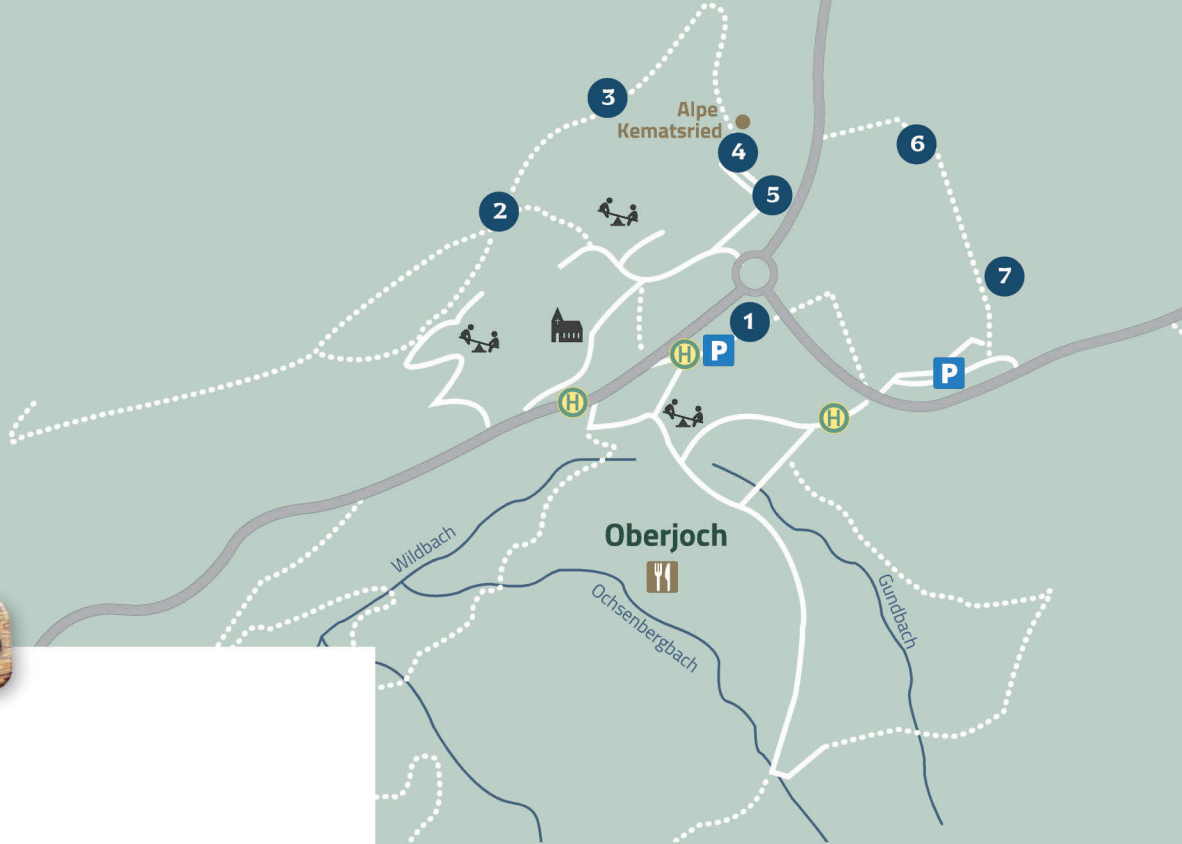 3
Alpe
Kematsried
4
6
5
2
7
1
H
P
P
H
H
Oberjoch
Wildbach
Ochsenbergbach
Gundbach